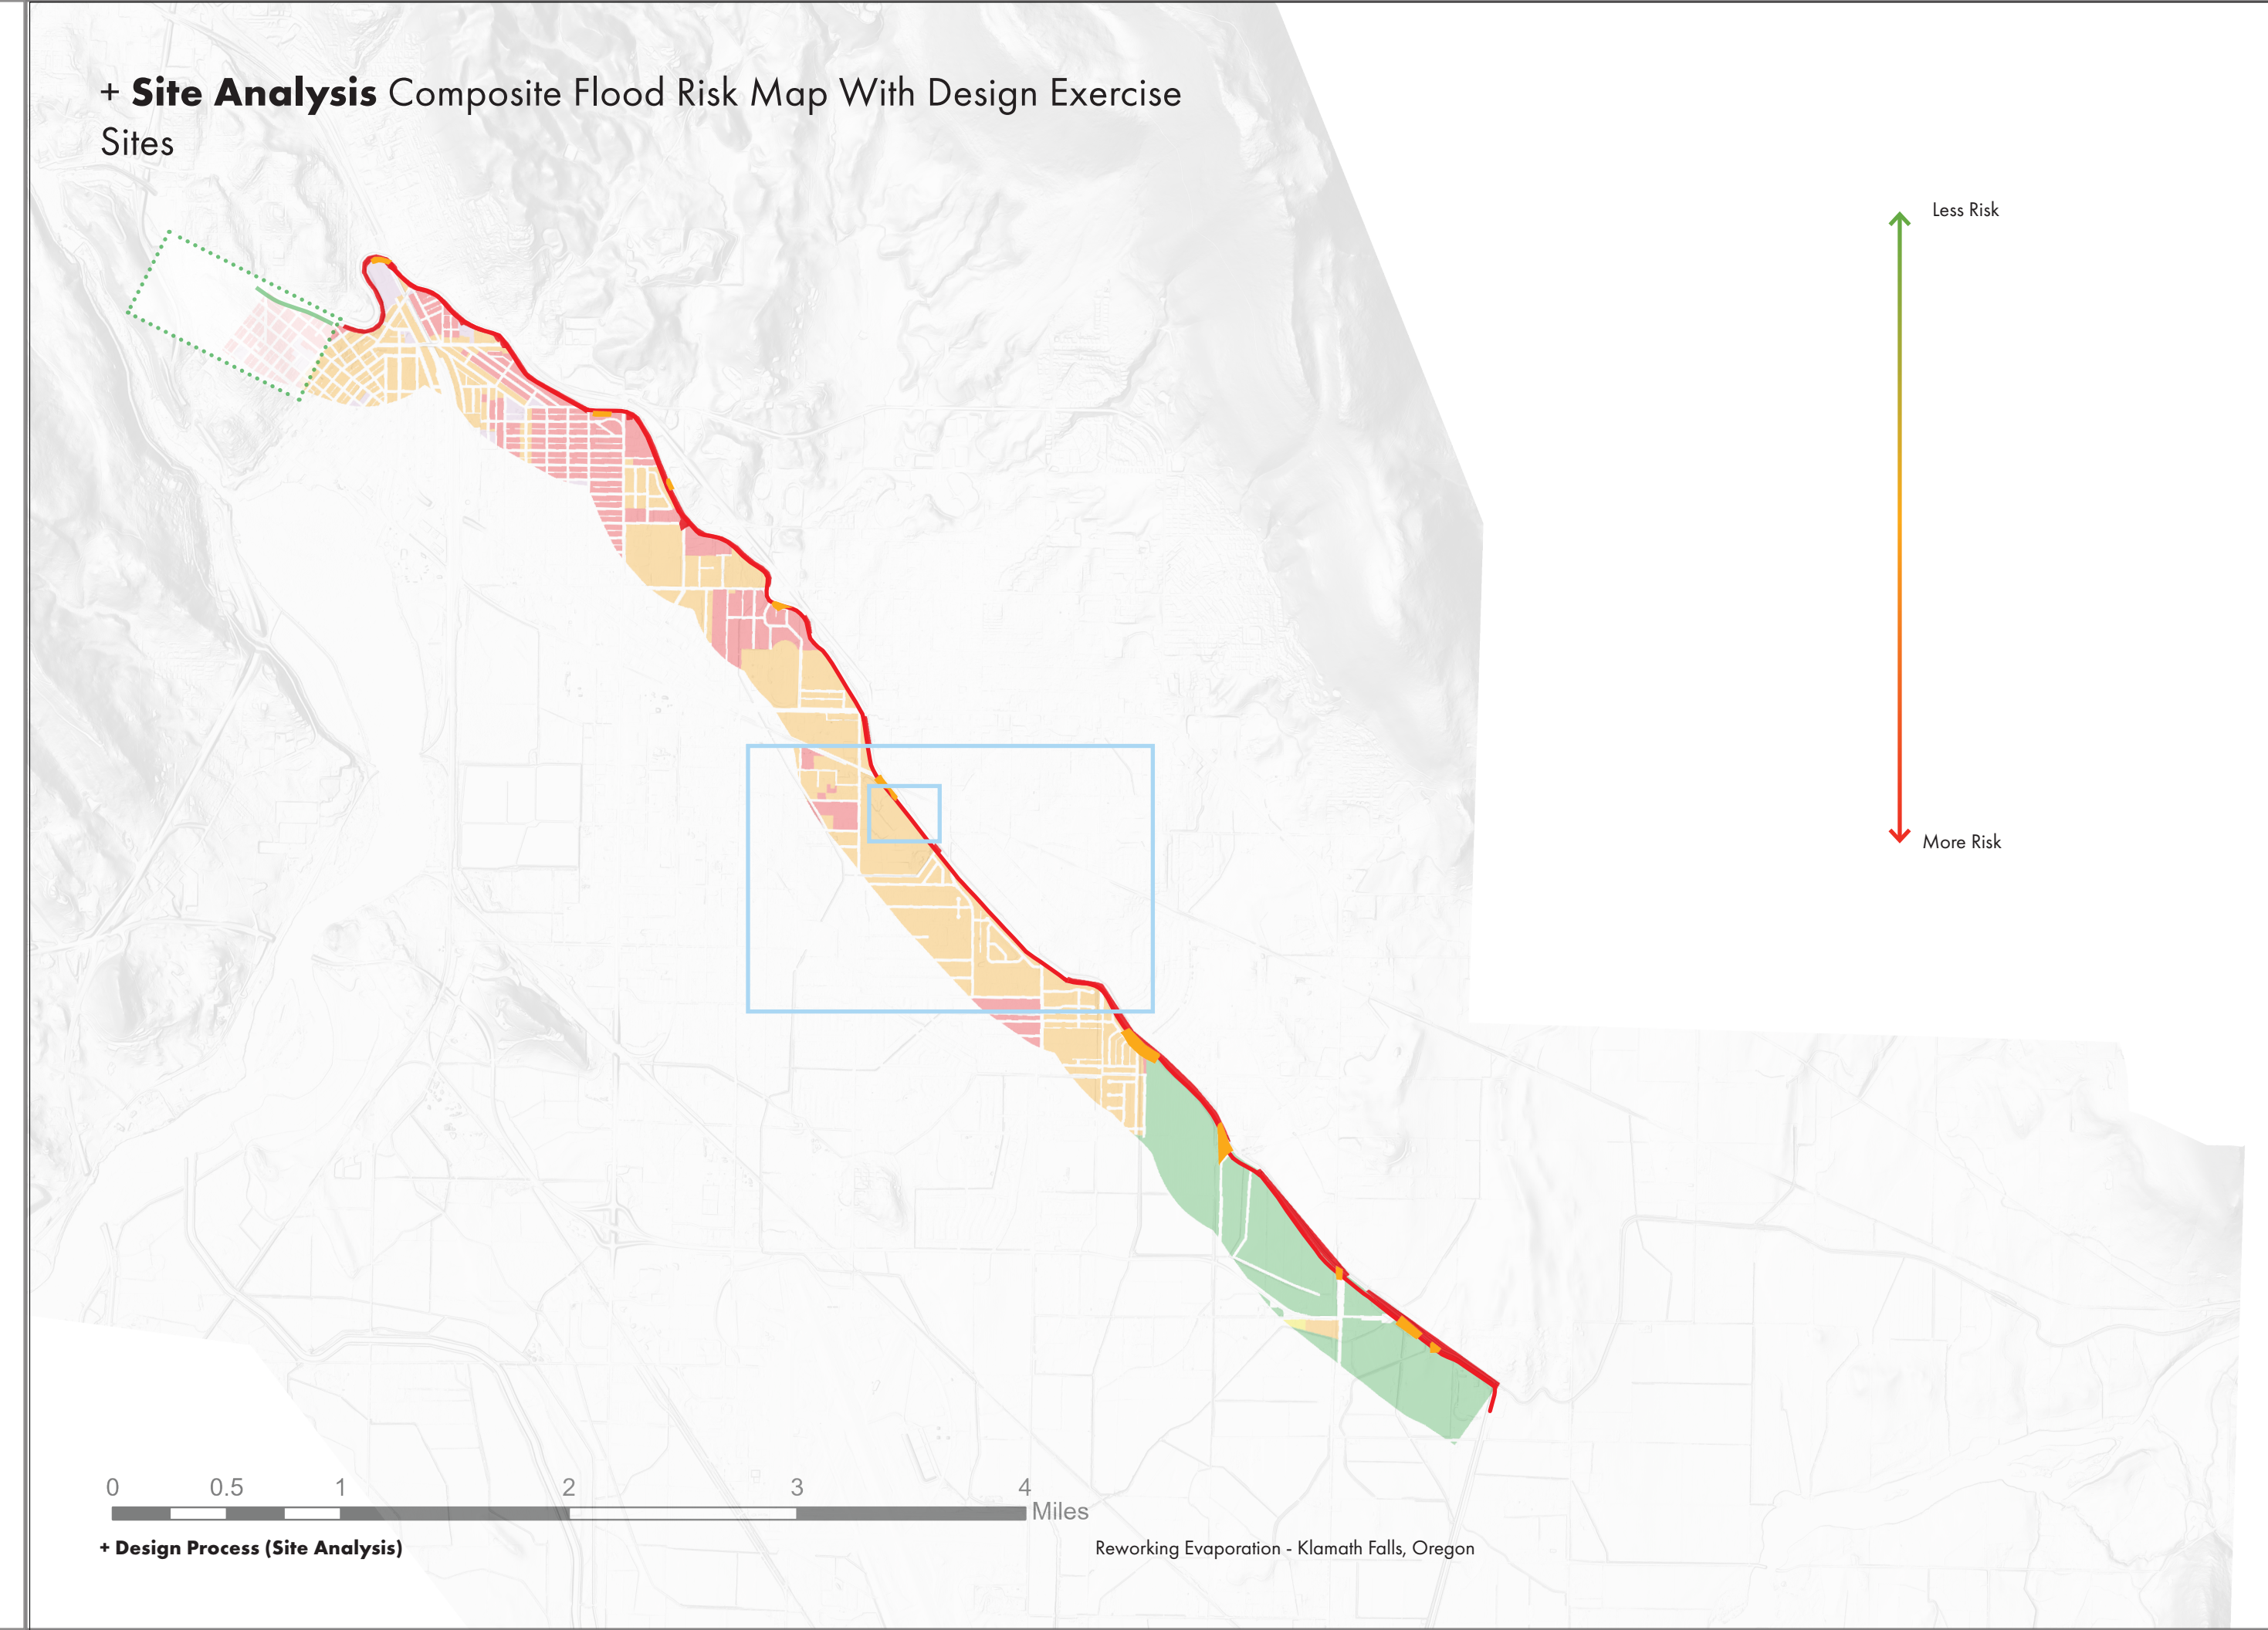 + Site Analysis Composite Flood Risk Map With Design Exercise
Sites
Less Risk
More Risk
0 0.5 1 2 3 4
Miles
+ Design Process (Site Analysis)
Reworking Evaporation - Klamath Falls, Oregon